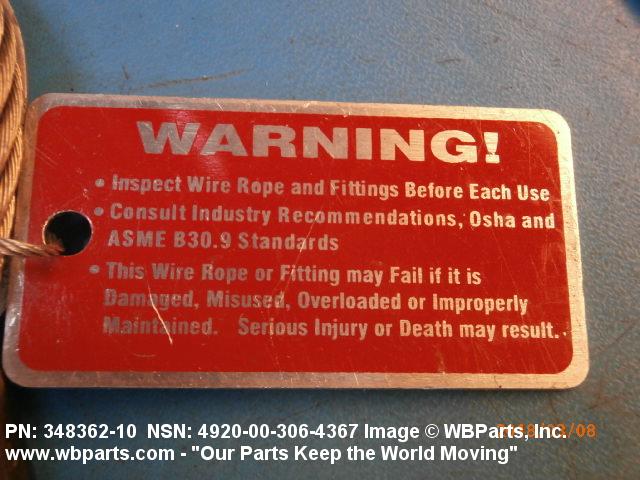 WARNING!
• Inspect Wire Rope and Fittings Before Each Use
• Consult Industry Recommendations, Osha and
ASME B30.9 Standards
• This Wire Rope or Fitting may Fail if it is
Damaged, Misused, Overloaded or Improperly
Maintained. Serious Injury or Death may result.
PN: 348362-10 NSN: 4920-00-306-4367 Image © WBParts, Inc.
www.wbparts.com - "Our Parts Keep the World Moving"